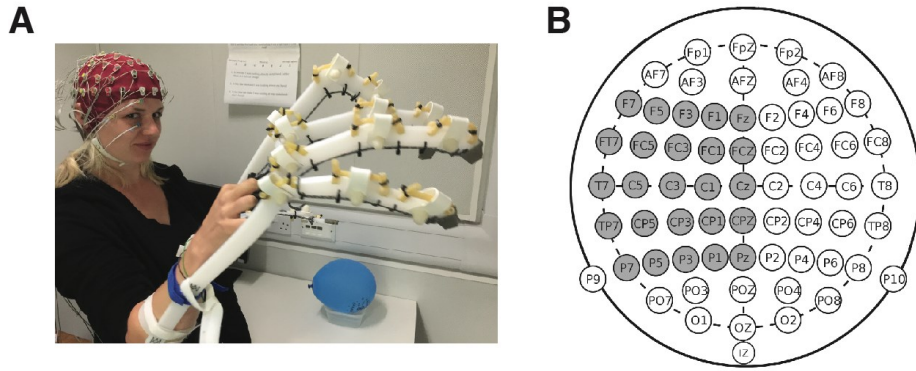 A
B
Fp1 FpZ Fp2
AF7 AF3 AFZ AF4 AF8
F7 F5 F3 F1 Fz F2 F4 F6 F8
FT7 FC5 FC3 FC1 FCZ FC2 FC4 FC6 FC8
T7 C5 C3 C1 Cz C2 C4 C6 T8
TP7 CP5 CP3 CP1 CPZ CP2 CP4 CP6 TP8
P7 P5 P3 P1 Pz P2 P4 P6 P8
P9 P10
PO7 PO3 POZ PO4 PO8
O1 OZ O2
IZ